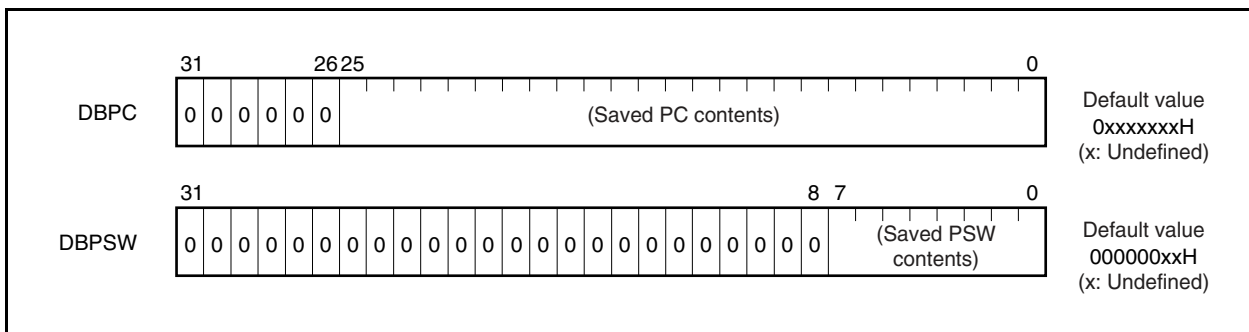 31 26 25 0
DBPC 0 0 0 0 0 0 (Saved PC contents)
Default value
0xxxxxxxH
(x: Undefined)
31 8 7 0
DBPSW 0 0 0 0 0 0 0 0 0 0 0 0 0 0 0 0 0 0 0 0 0 0 0 0 (Saved PSW
contents)
Default value
000000xxH
(x: Undefined)